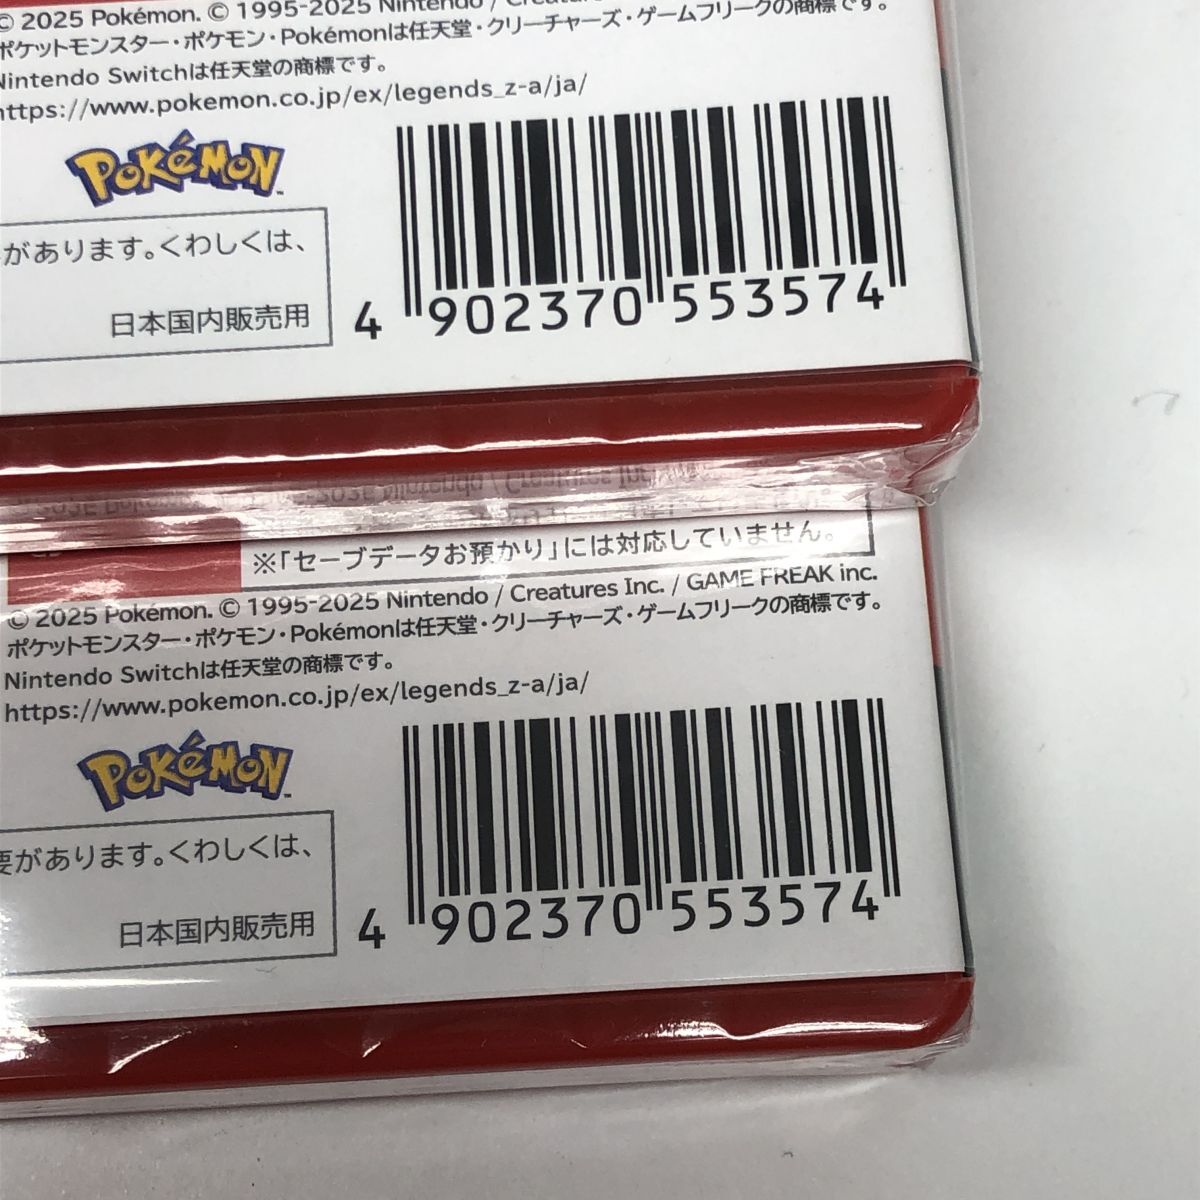 © 2025 Pokémon. © 1995-2025 Nintendo /
ポケットモンスター・ポケモン・Pokémonは任天堂・クリーチャーズ・ゲームフリークの商標です。
Nintendo Switchは任天堂の商標です。
https://www.pokemon.co.jp/ex/legends_z-a/ja/
POKéMON
があります。くわしくは、
日本国内販売用
4 902370 553574
※「セーブデータお預かり」には対応していません。
© 2025 Pokémon. © 1995-2025 Nintendo / Creatures Inc. / GAME FREAK inc.
ポケットモンスター・ポケモン・Pokémonは任天堂・クリーチャーズ・ゲームフリークの商標です。
Nintendo Switchは任天堂の商標です。
https://www.pokemon.co.jp/ex/legends_z-a/ja/
POKéMON
要があります。くわしくは、
日本国内販売用
4 902370 553574